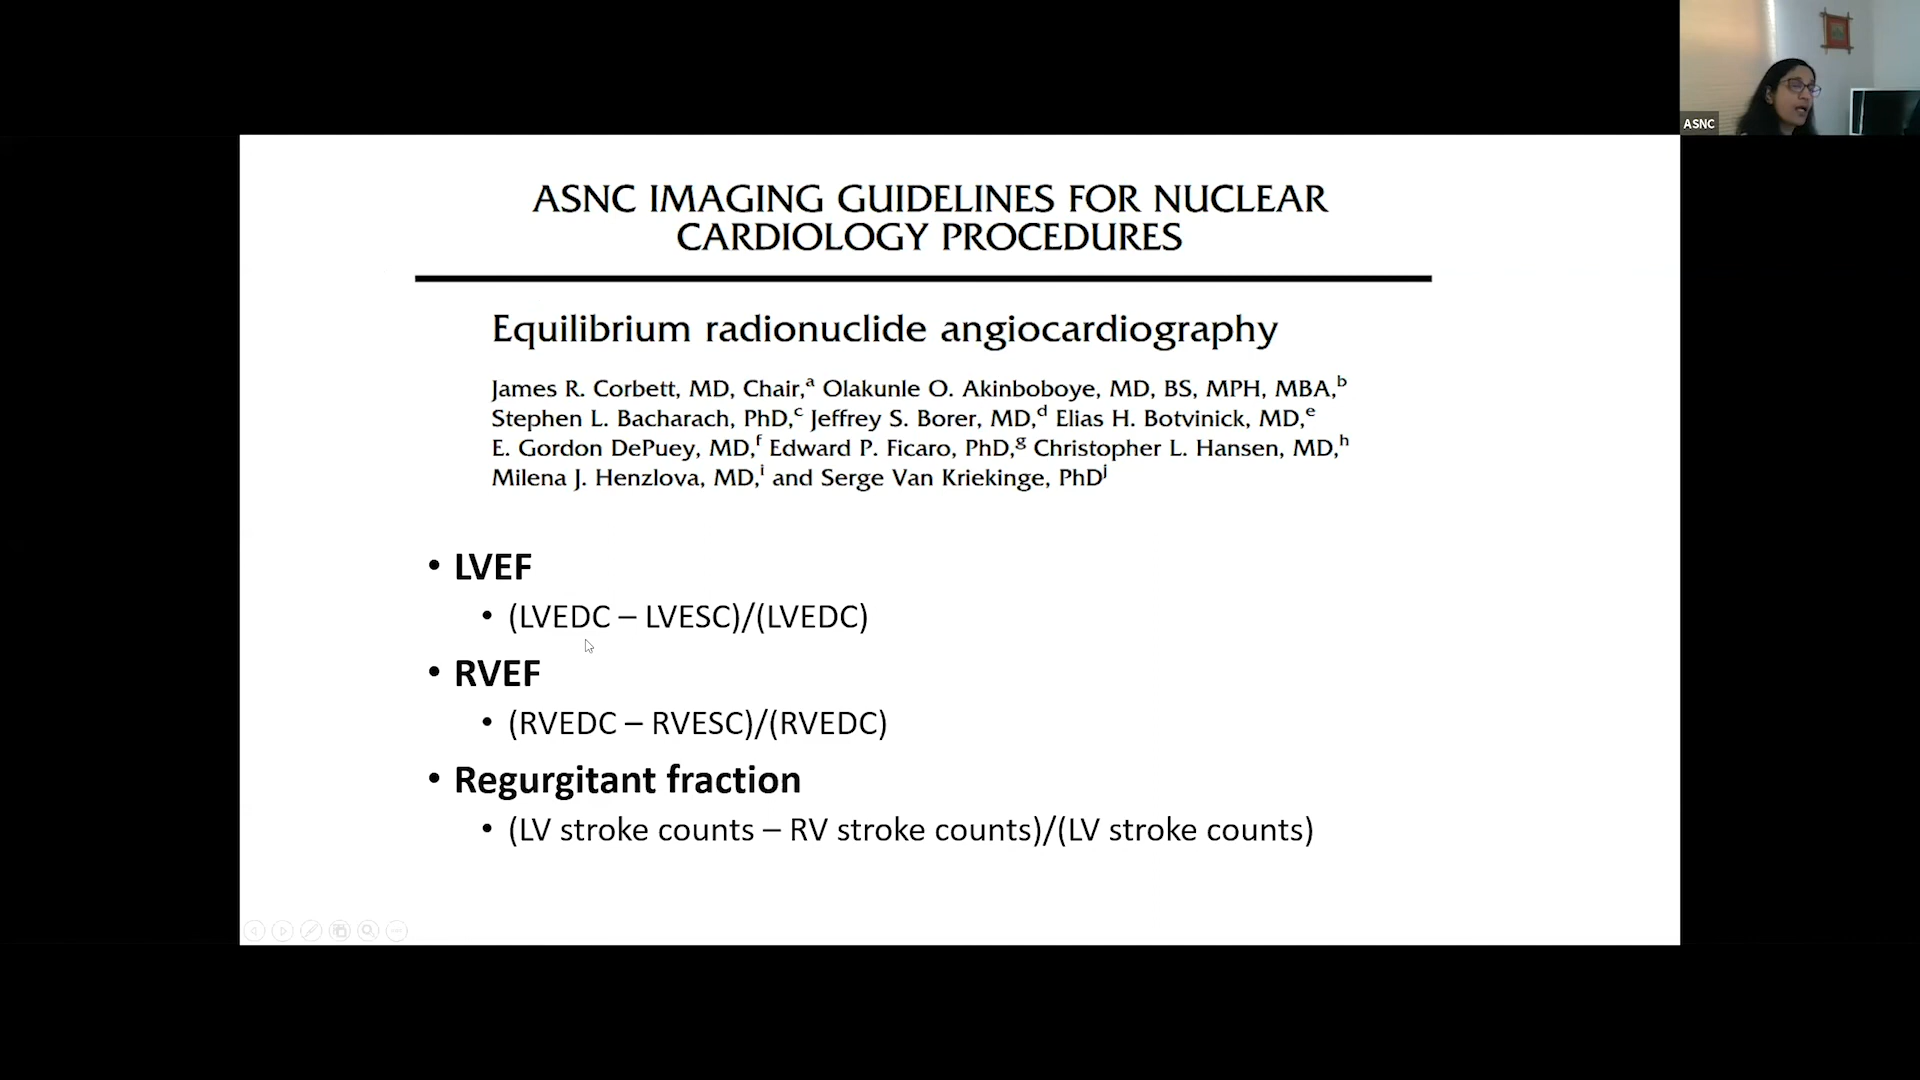 ASNC
ASNC IMAGING GUIDELINES FOR NUCLEAR
CARDIOLOGY PROCEDURES
Equilibrium radionuclide angiocardiography
James R. Corbett, MD, Chair,ᵃ Olakunle O. Akinboboye, MD, BS, MPH, MBA,ᵇ
Stephen L. Bacharach, PhD,ᶜ Jeffrey S. Borer, MD,ᵈ Elias H. Botvinick, MD,ᵉ
E. Gordon DePuey, MD,ᶠ Edward P. Ficaro, PhD,ᵍ Christopher L. Hansen, MD,ʰ
Milena J. Henzlova, MD,ⁱ and Serge Van Kriekinge, PhDʲ
• LVEF
• (LVEDC – LVESC)/(LVEDC)
• RVEF
• (RVEDC – RVESC)/(RVEDC)
• Regurgitant fraction
• (LV stroke counts – RV stroke counts)/(LV stroke counts)